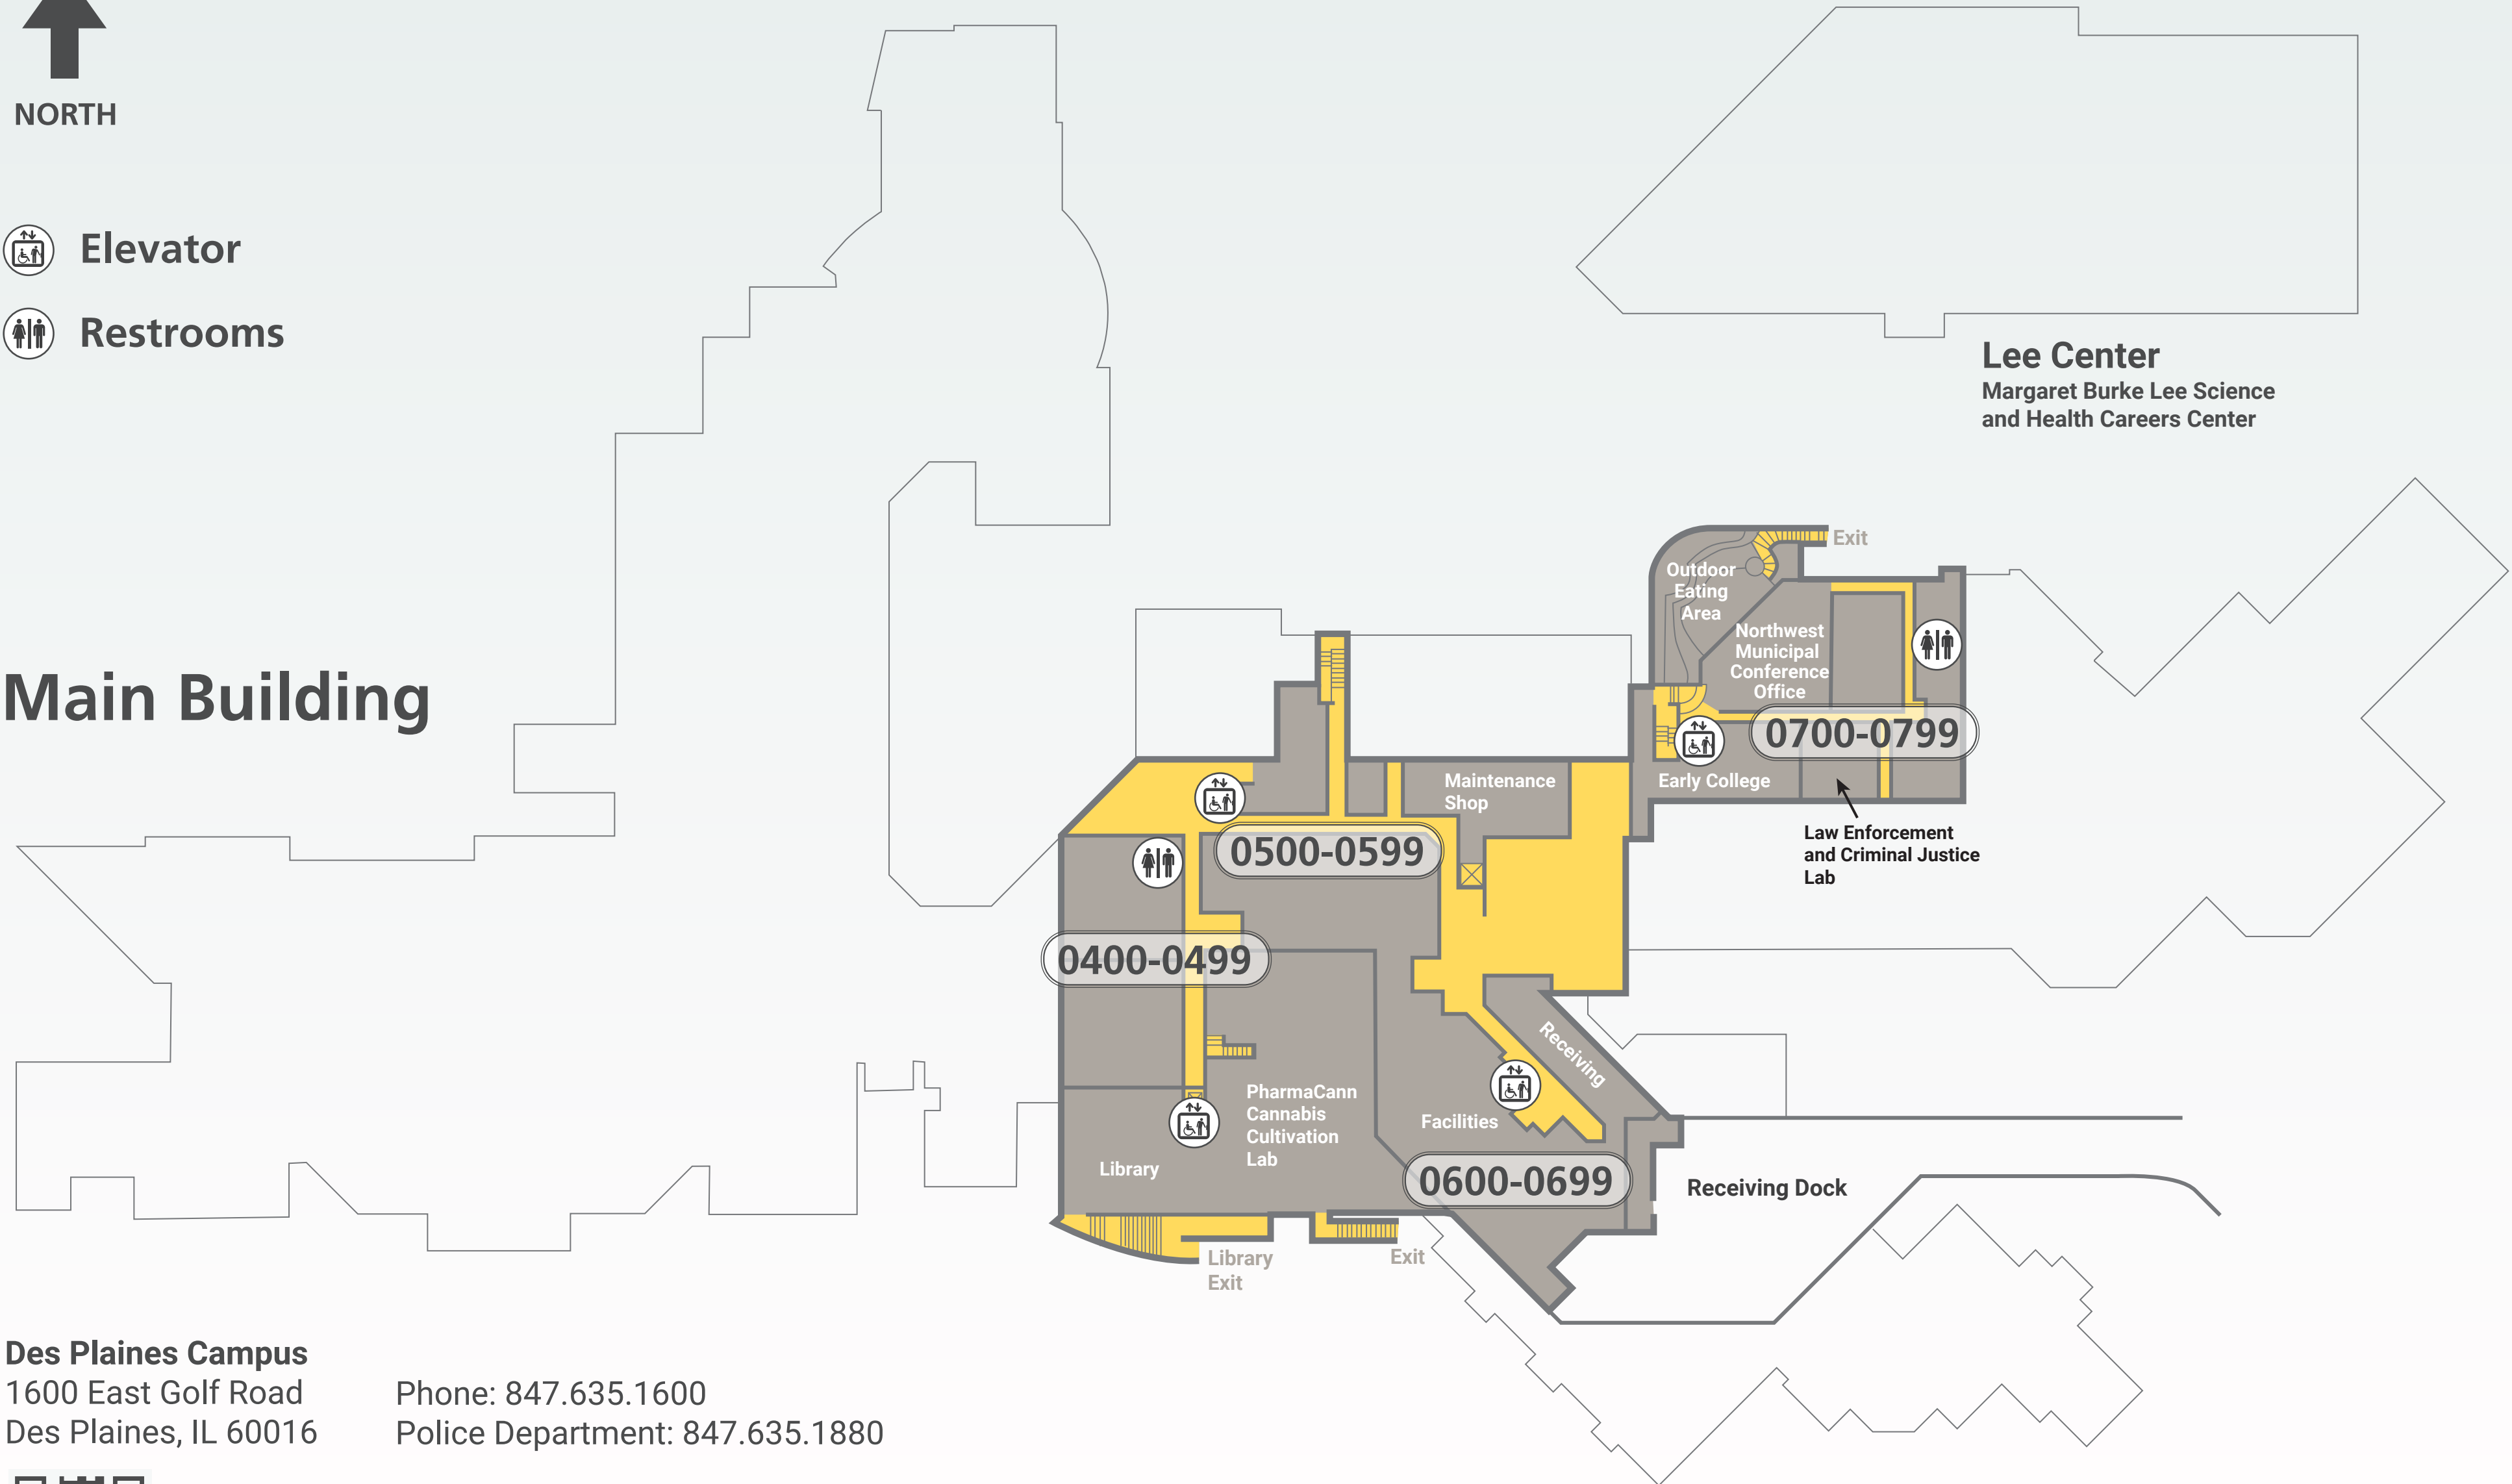 NORTH
Elevator
Restrooms
Lee Center
Margaret Burke Lee Science
and Health Careers Center
Main Building
Exit
Outdoor
Eating
Area
Northwest
Municipal
Conference
Office
0700-0799
Early College
Law Enforcement
and Criminal Justice
Lab
Maintenance
Shop
0500-0599
0400-0499
Receiving
PharmaCann
Cannabis
Cultivation
Lab
Facilities
Library
0600-0699
Receiving Dock
Library
Exit
Exit
Des Plaines Campus
1600 East Golf Road
Des Plaines, IL 60016
Phone: 847.635.1600
Police Department: 847.635.1880